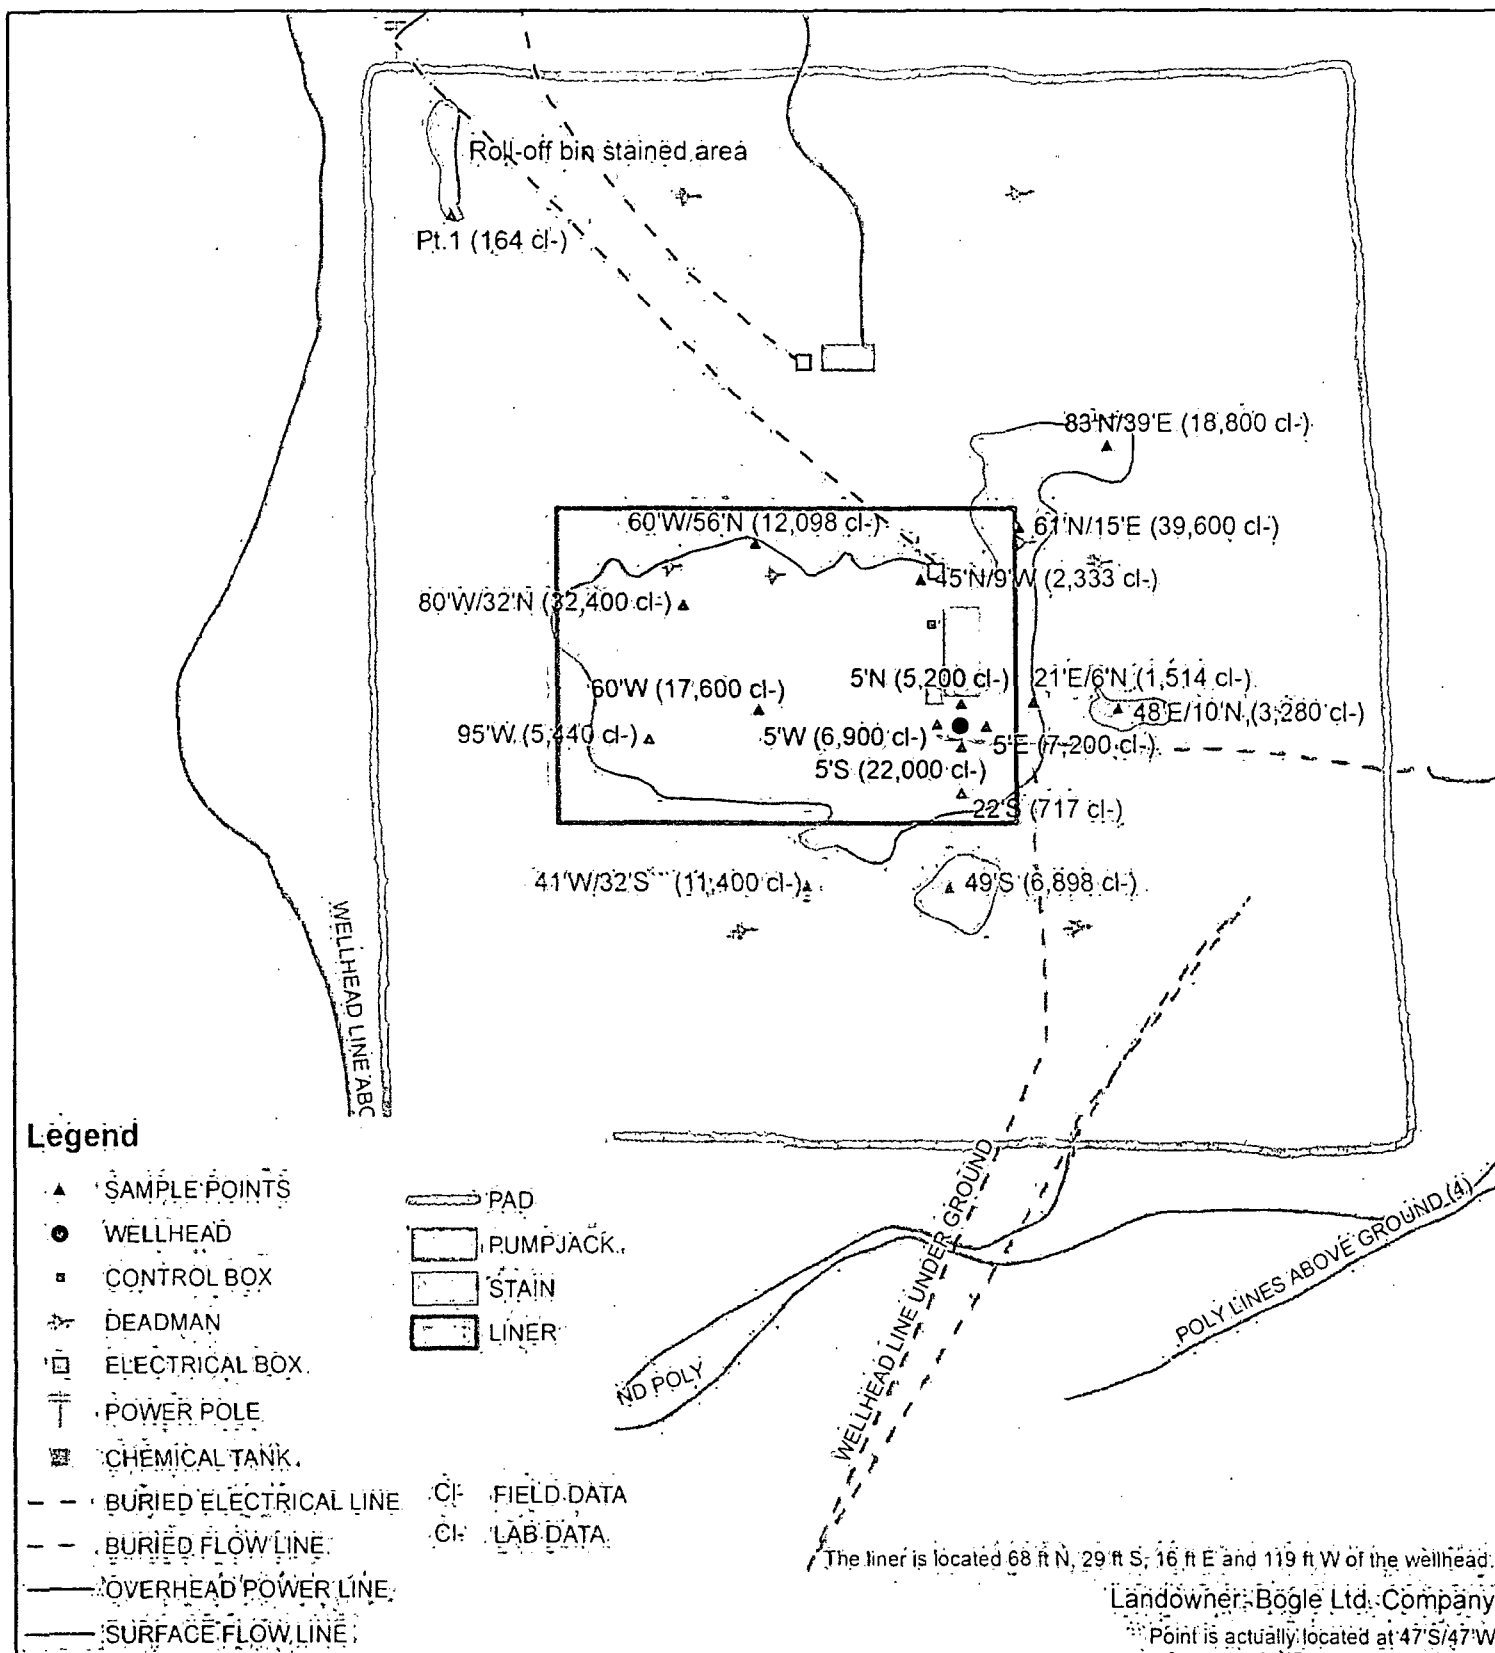 Roll-off bin stained area
Pt.1 (164 cl-)
83'N/39'E (18,800 cl-)
60'W/56'N (12,098 cl-)
61'N/15'E (39,600 cl-)
45'N/9'W (2,333 cl-)
80'W/32'N (32,400 cl-)
5'N (5,200 cl-)
21'E/6'N (1,514 cl-)
60'W (17,600 cl-)
48'E/10'N (3,280 cl-)
95'W (5,440 cl-)
5'W (6,900 cl-)
5'E (7,200 cl-)
5'S (22,000 cl-)
22'S (717 cl-)
41'W/32'S (11,400 cl-)
49'S (6,898 cl-)
WELLHEAD LINE ABO
Legend
SAMPLE POINTS
WELLHEAD
CONTROL BOX
DEADMAN
ELECTRICAL BOX
POWER POLE
CHEMICAL TANK
BURIED ELECTRICAL LINE
BURIED FLOW LINE
OVERHEAD POWER LINE
SURFACE FLOW LINE
PAD
PUMPJACK
STAIN
LINER
Cl- FIELD DATA
Cl- LAB DATA
ND POLY
WELLHEAD LINE UNDER GROUND
POLY LINES ABOVE GROUND (4)
The liner is located 68 ft N, 29 ft S, 16 ft E and 119 ft W of the wellhead.
Landowner: Bogle Ltd. Company
Point is actually located at 47'S/47'W